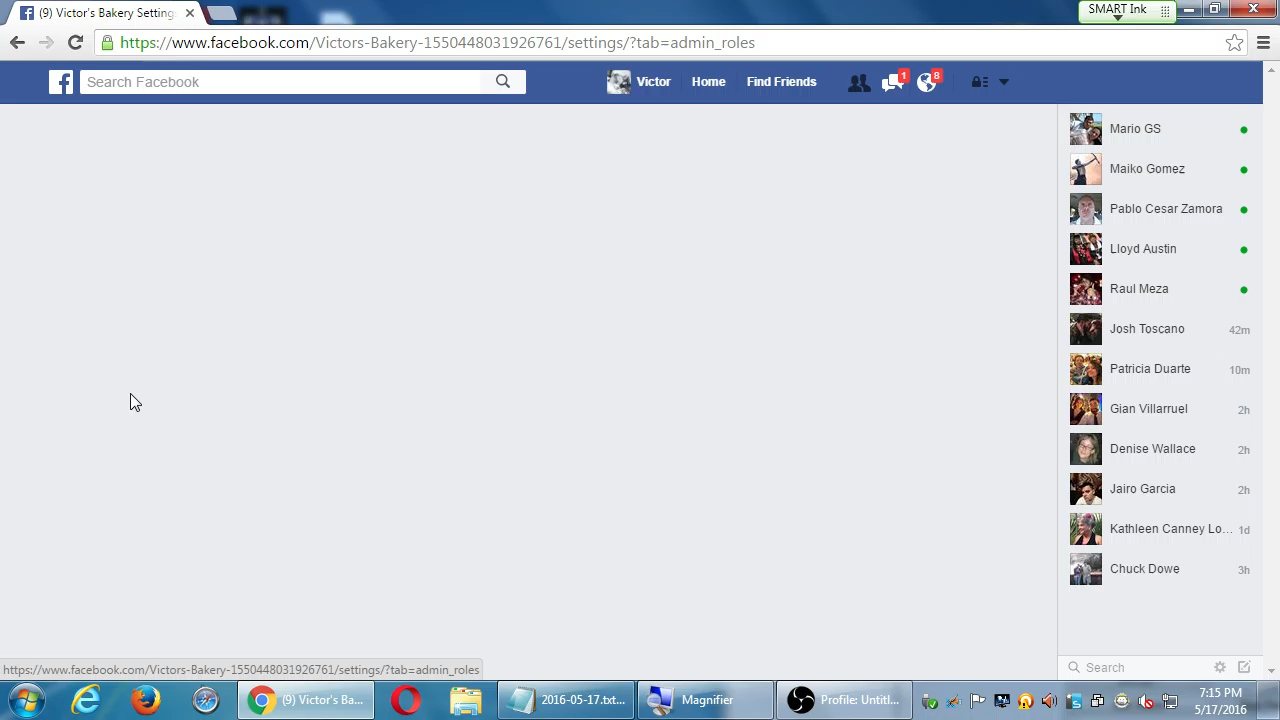 (9) Victor's Bakery Settings
SMART Ink
https://www.facebook.com/Victors-Bakery-1550448031926761/settings/?tab=admin_roles
Search Facebook
Victor
Home
Find Friends
1
8
Mario GS
Maiko Gomez
Pablo Cesar Zamora
Lloyd Austin
Raul Meza
Josh Toscano 42m
Patricia Duarte 10m
Gian Villarruel 2h
Denise Wallace 2h
Jairo Garcia 2h
Kathleen Canney Lo... 1d
Chuck Dowe 3h
Search
https://www.facebook.com/Victors-Bakery-1550448031926761/settings/?tab=admin_roles
(9) Victor's Ba...
2016-05-17.txt...
Magnifier
Profile: Untitl...
7:15 PM
5/17/2016